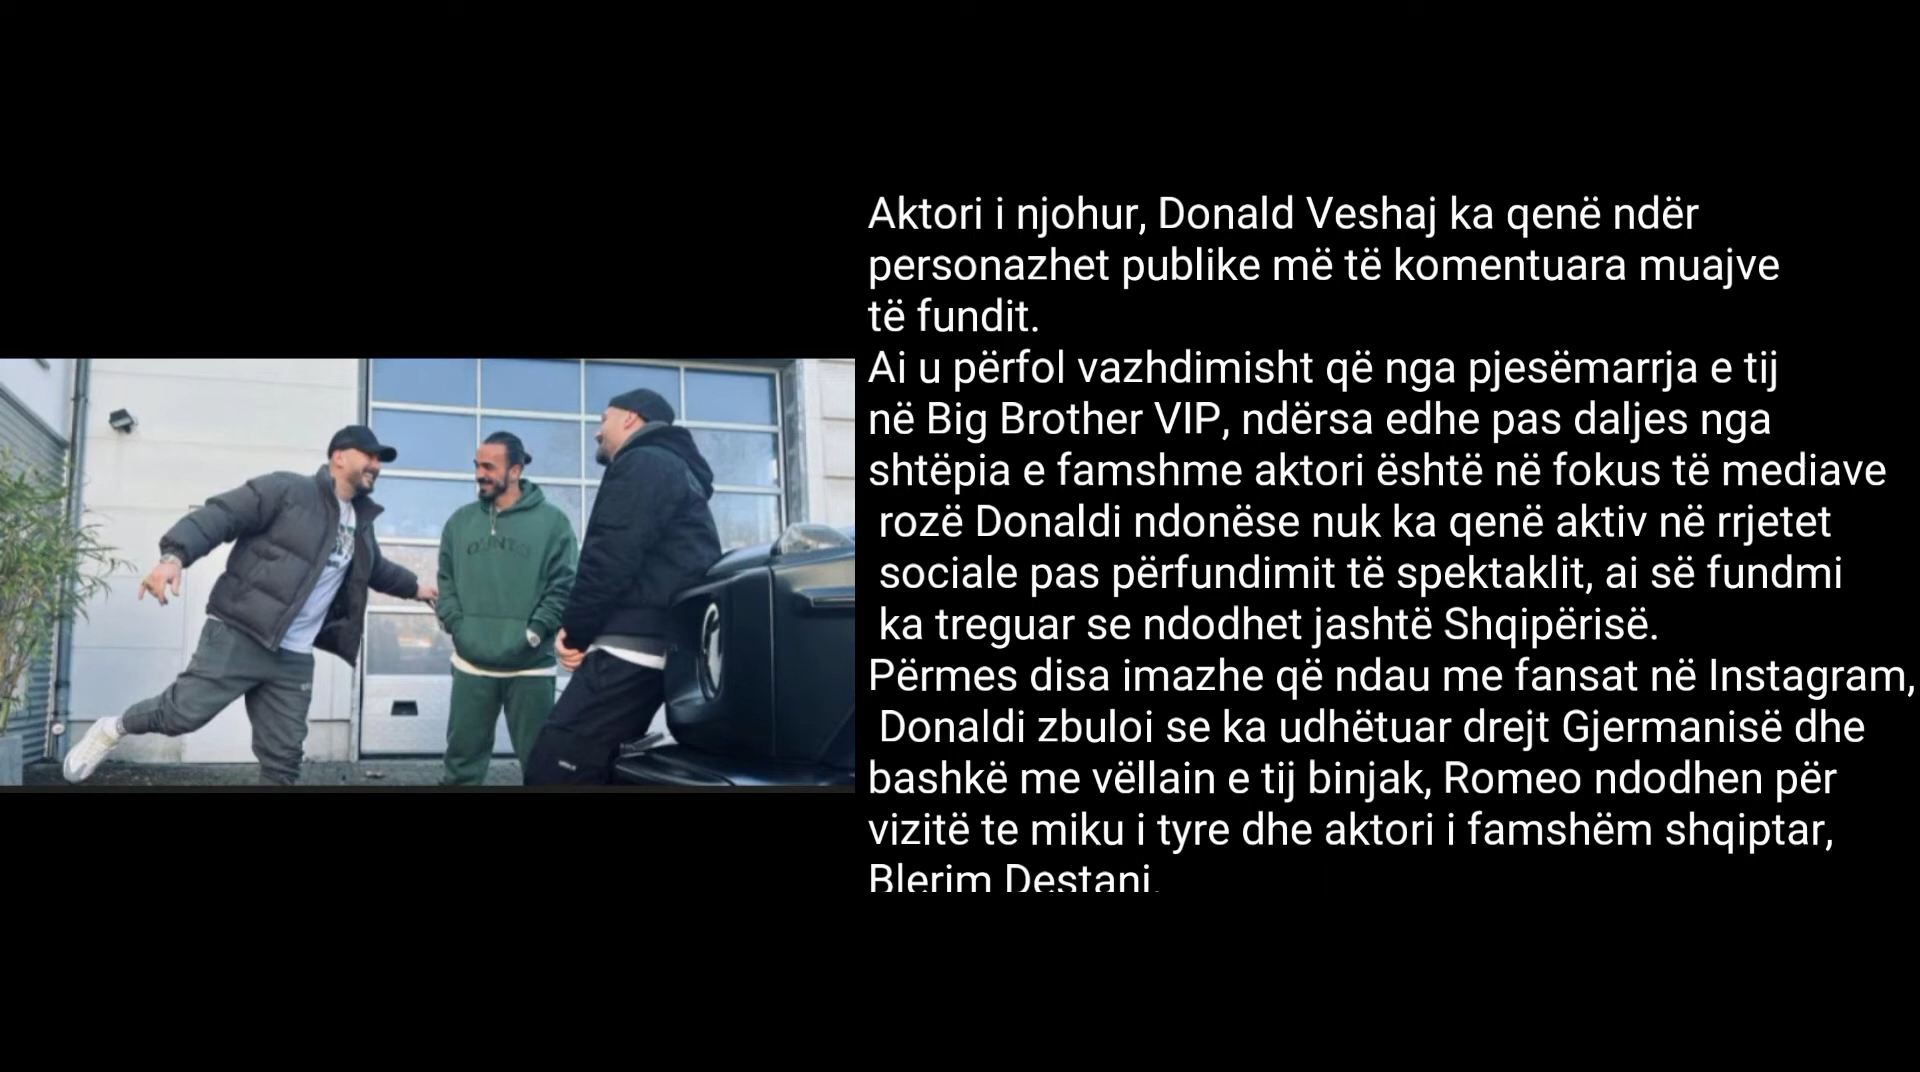 Aktori i njohur, Donald Veshaj ka qenë ndër
personazhet publike më të komentuara muajve
të fundit.
Ai u përfol vazhdimisht që nga pjesëmarrja e tij
në Big Brother VIP, ndërsa edhe pas daljes nga
shtëpia e famshme aktori është në fokus të mediave
rozë Donaldi ndonëse nuk ka qenë aktiv në rrjetet
sociale pas përfundimit të spektaklit, ai së fundmi
ka treguar se ndodhet jashtë Shqipërisë.
Përmes disa imazhe që ndau me fansat në Instagram,
Donaldi zbuloi se ka udhëtuar drejt Gjermanisë dhe
bashkë me vëllain e tij binjak, Romeo ndodhen për
vizitë te miku i tyre dhe aktori i famshëm shqiptar,
Blerim Destani.